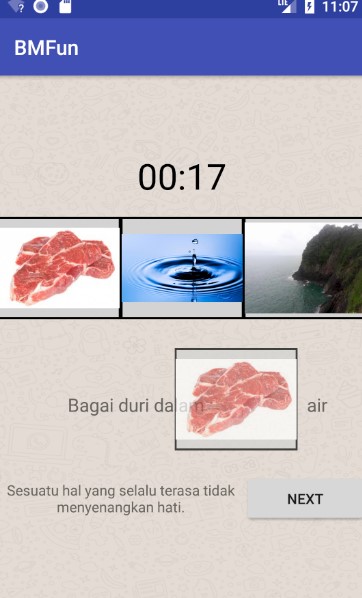 LTE 11:07
BMFun
00:17
Bagai duri dalam air
Sesuatu hal yang selalu terasa tidak
menyenangkan hati.
NEXT